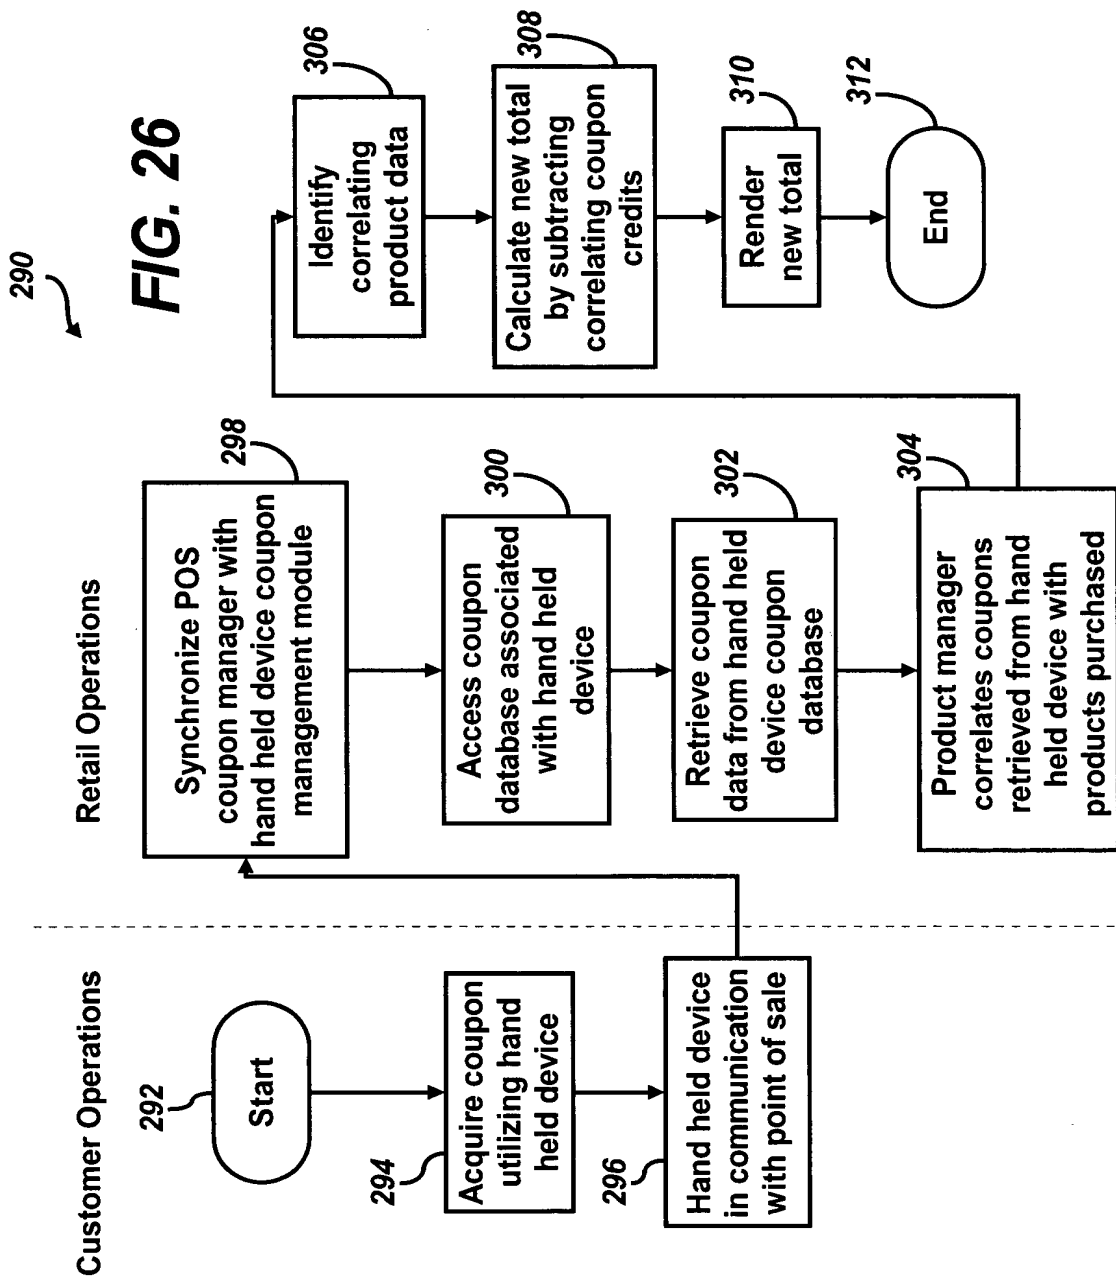 290
FIG. 26
Customer Operations
Retail Operations
292
Start
294
Acquire coupon
utilizing hand
held device
296
Hand held device
in communication
with point of sale
298
Synchronize POS
coupon manager with
hand held device coupon
management module
300
Access coupon
database associated
with hand held
device
302
Retrieve coupon
data from hand held
device coupon
database
304
Product manager
correlates coupons
retrieved from hand
held device with
products purchased
306
Identify
correlating
product data
308
Calculate new total
by subtracting
correlating coupon
credits
310
Render
new total
312
End